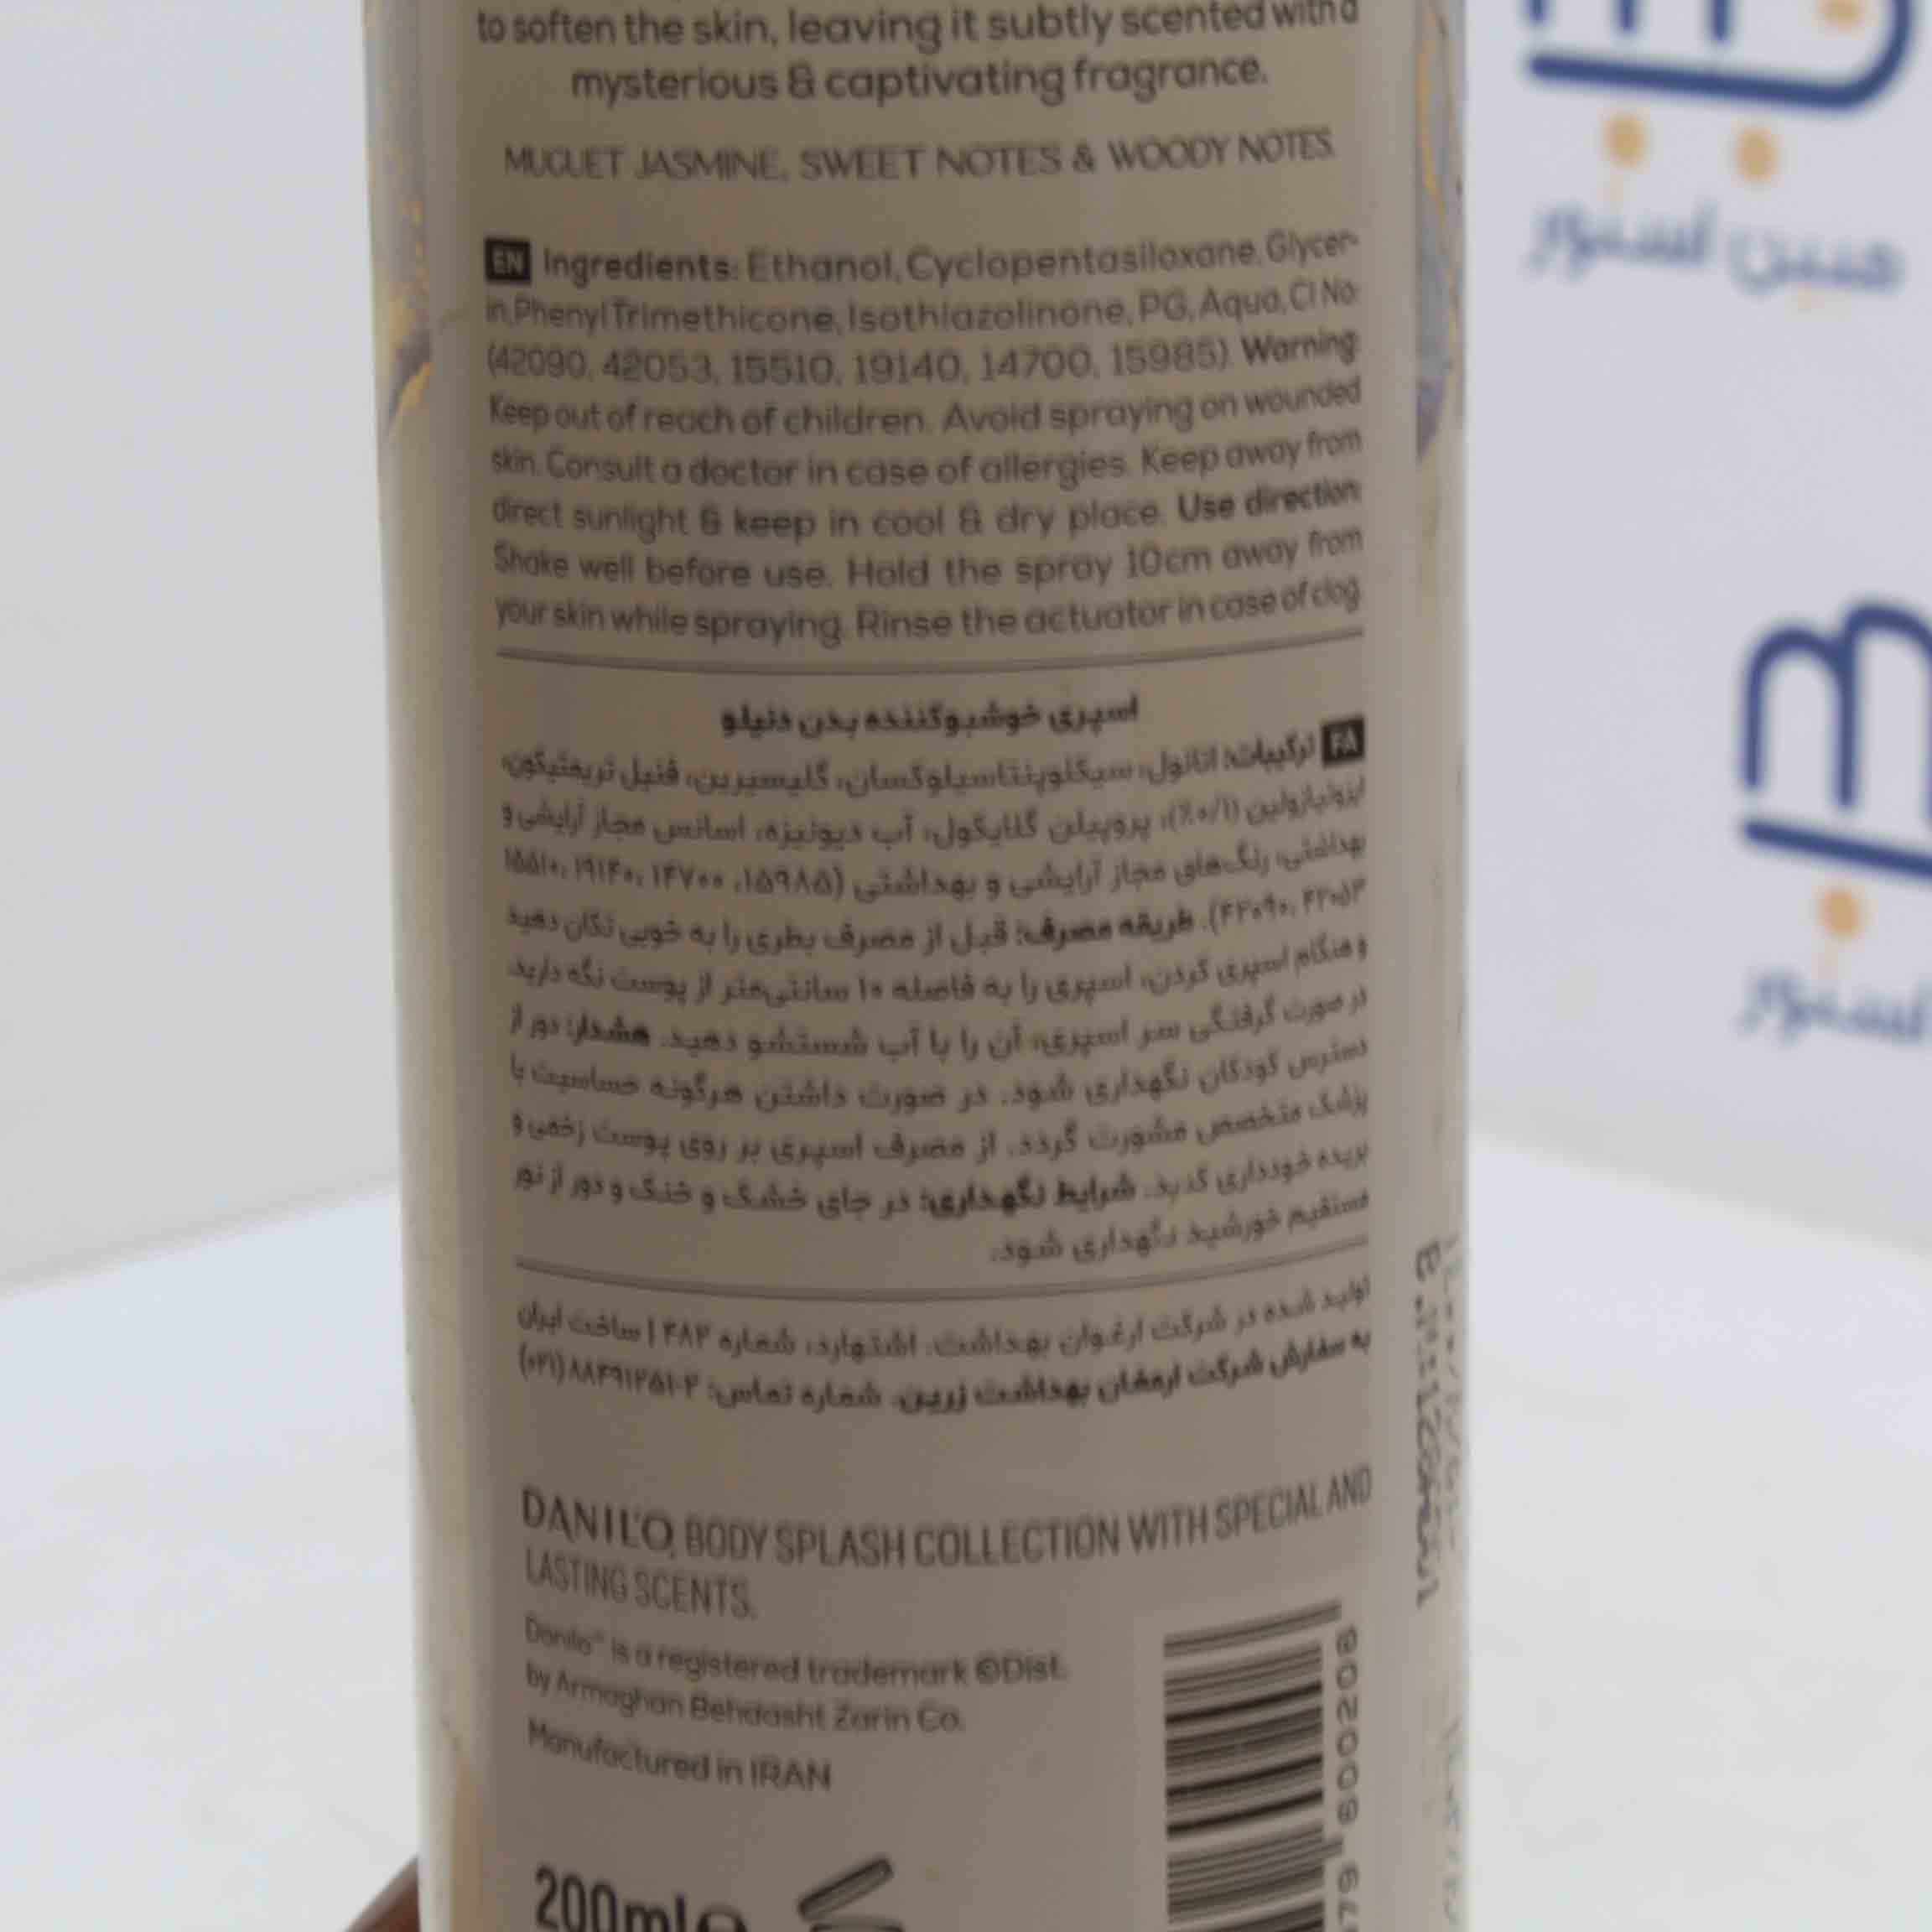 to soften the skin, leaving it subtly scented with a
mysterious & captivating fragrance.
MUGUET JASMINE, SWEET NOTES & WOODY NOTES.
EN Ingredients: Ethanol, Cyclopentasiloxane, Glycer-
in, Phenyl Trimethicone, Isothiazolinone, PG, Aqua, CI No:
(42090, 42053, 15510, 19140, 14700, 15985). Warning:
Keep out of reach of children. Avoid spraying on wounded
skin. Consult a doctor in case of allergies. Keep away from
direct sunlight & keep in cool & dry place. Use direction:
Shake well before use. Hold the spray 10cm away from
your skin while spraying. Rinse the actuator in case of clog.
اسپری خوشبوکننده بدن دنیلو
FA ترکیبات: اتانول، سیکلوپنتاسیلوکسان، گلیسیرین، فنیل تریمتیکون،
ایزوتیازولین (۰/۱٪)، پروپیلن گلایکول، آب دیونیزه، اسانس مجاز آرایشی و
بهداشتی، رنگ‌های مجاز آرایشی و بهداشتی (۱۵۹۸۵، ۱۴۷۰۰، ۱۹۱۴۰، ۱۵۵۱۰،
۴۲۰۵۳، ۴۲۰۹۰). طریقه مصرف: قبل از مصرف بطری را به خوبی تکان دهید
و هنگام اسپری کردن، اسپری را به فاصله ۱۰ سانتی‌متر از پوست نگه دارید.
در صورت گرفتگی سر اسپری، آن را با آب شستشو دهید. هشدار: دور از
دسترس کودکان نگهداری شود. در صورت داشتن هرگونه حساسیت با
پزشک متخصص مشورت گردد. از مصرف اسپری بر روی پوست زخمی و
بریده خودداری کنید. شرایط نگهداری: در جای خشک و خنک و دور از نور
مستقیم خورشید نگهداری شود.
تولید شده در شرکت ارغوان بهداشت. اشتهارد، شماره ۴۸۲ | ساخت ایران
به سفارش شرکت ارمغان بهداشت زرین. شماره تماس: ۲-۸۸۴۹۱۲۵۱ (۰۲۱)
DANIL'O, BODY SPLASH COLLECTION WITH SPECIAL AND
LASTING SCENTS.
Danilo™ is a registered trademark ©Dist.
by Armaghan Behdasht Zarin Co.
Manufactured in IRAN
200ml e
600208
مبین استور
استور